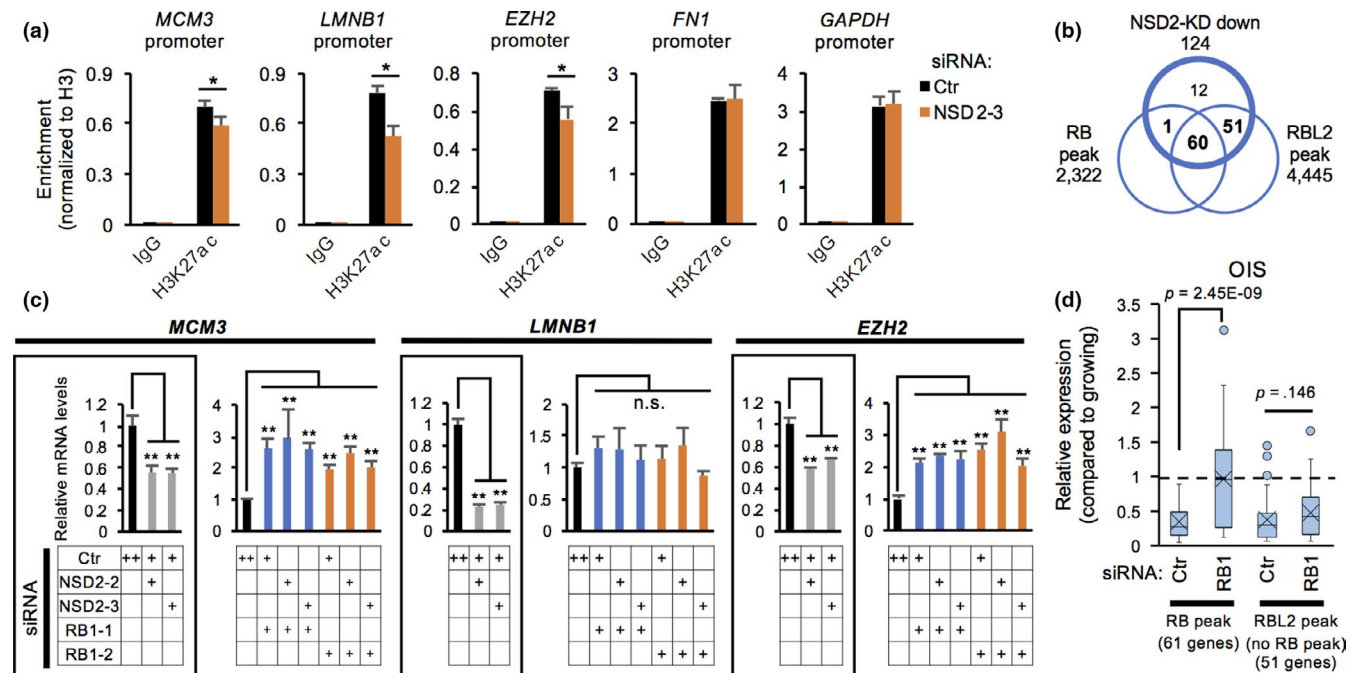 (a)
MCM3
promoter
LMNB1
promoter
EZH2
promoter
FN1
promoter
GAPDH
promoter
Enrichment
(normalized to H3)
0.9
0.6
0.3
0
*
IgG
H3K27ac
0.9
0.6
0.3
0
*
IgG
H3K27ac
0.8
0.6
0.4
0.2
0
*
IgG
H3K27ac
3
2
1
0
IgG
H3K27ac
4
3
2
1
0
IgG
H3K27ac
siRNA:
Ctr
NSD2-3
(b)
NSD2-KD down
124
12
1
51
60
RB
peak
2,322
RBL2
peak
4,445
(c)
MCM3
LMNB1
EZH2
Relative mRNA levels
1.2
1
0.8
0.6
0.4
0.2
0
** **
4
3
2
1
0
** ** ** ** ** **
1.2
1
0.8
0.6
0.4
0.2
0
** **
2
1.5
1
0.5
0
n.s.
1.2
1
0.8
0.6
0.4
0.2
0
** **
4
3
2
1
0
** ** ** ** ** **
siRNA
Ctr ++ + + ++ + + ++ + + ++ + + ++ + + ++ + +
NSD2-2 + + + + + + + + +
NSD2-3 + + + + + + + + +
RB1-1 + + + + + + + + +
RB1-2 + + + + + + + + +
(d)
OIS
p = 2.45E-09
p = .146
Relative expression
(compared to growing)
3.5
3
2.5
2
1.5
1
0.5
0
siRNA:
Ctr
RB1
Ctr
RB1
RB peak
(61 genes)
RBL2 peak
(no RB peak)
(51 genes)